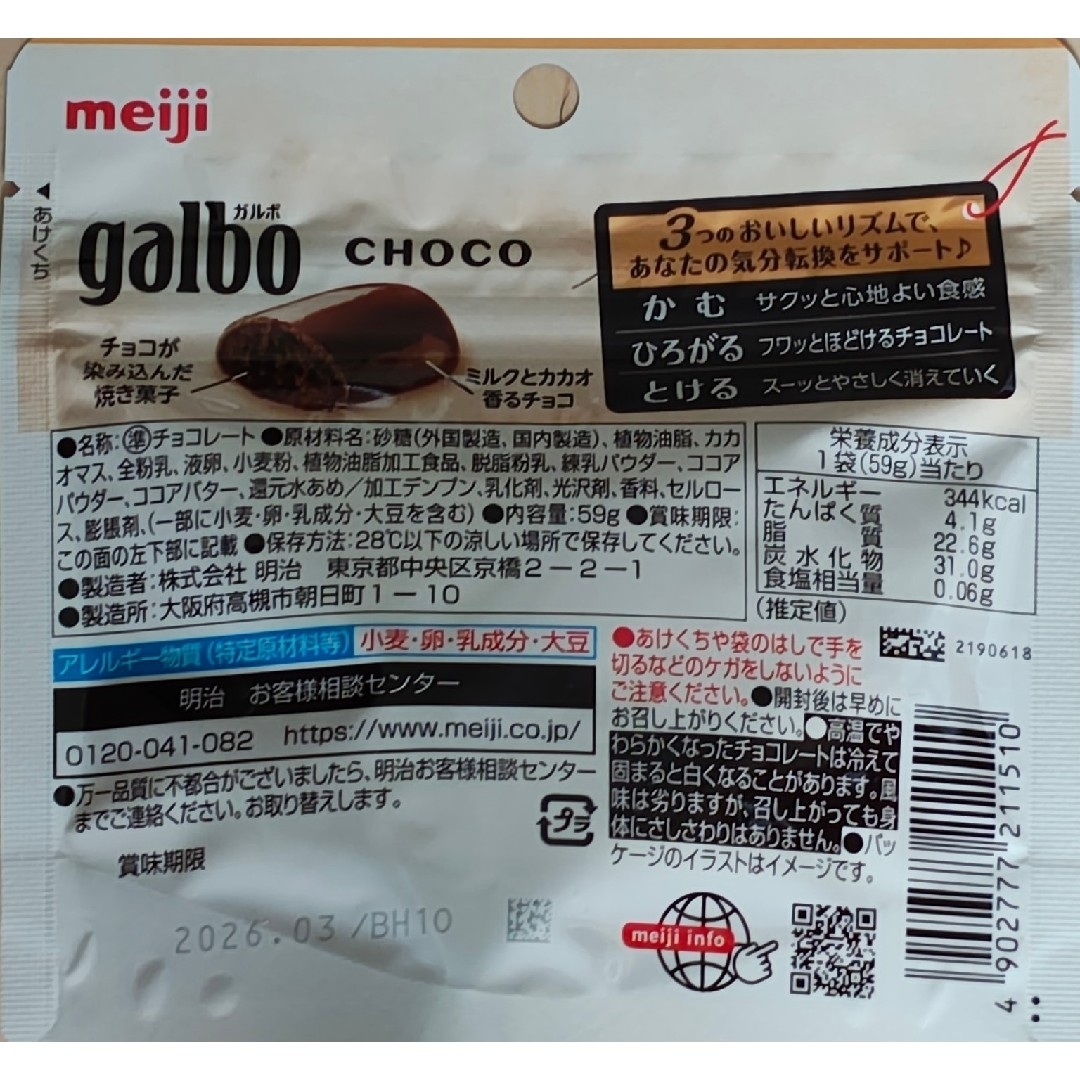 meiji
あけくち
ガルボ
galbo CHOCO
チョコが
染み込んだ
焼き菓子
ミルクとカカオ
香るチョコ
3つのおいしいリズムで、
あなたの気分転換をサポート♪
かむ サクッと心地よい食感
ひろがる フワッとほどけるチョコレート
とける スーッとやさしく消えていく
●名称:㊜チョコレート ●原材料名:砂糖(外国製造、国内製造)、植物油脂、カカ
オマス、全粉乳、液卵、小麦粉、植物油脂加工食品、脱脂粉乳、練乳パウダー、ココア
パウダー、ココアバター、還元水あめ/加工デンプン、乳化剤、光沢剤、香料、セルロー
ス、膨脹剤、(一部に小麦・卵・乳成分・大豆を含む) ●内容量:59g ●賞味期限:
この面の左下部に記載 ●保存方法:28℃以下の涼しい場所で保存してください。
●製造者:株式会社 明治 東京都中央区京橋2-2-1
●製造所:大阪府高槻市朝日町1-10
栄養成分表示
1袋(59g)当たり
エネルギー 344kcal
たんぱく質 4.1g
脂質 22.6g
炭水化物 31.0g
食塩相当量 0.06g
(推定値)
アレルギー物質(特定原材料等) 小麦・卵・乳成分・大豆
明治 お客様相談センター
0120-041-082 https://www.meiji.co.jp/
●万一品質に不都合がございましたら、明治お客様相談センター
までご連絡ください。お取り替えします。
プラ
賞味期限
2026.03/BH10
●あけくちや袋のはしで手を
切るなどのケガをしないように
ご注意ください。●開封後は早めに
お召し上がりください。●高温でや
わらかくなったチョコレートは冷えて
固まると白くなることがあります。風
味は劣りますが、召し上がっても身
体にさしさわりはありません。●パッ
ケージのイラストはイメージです。
2190618
meiji info
4 902777 211510